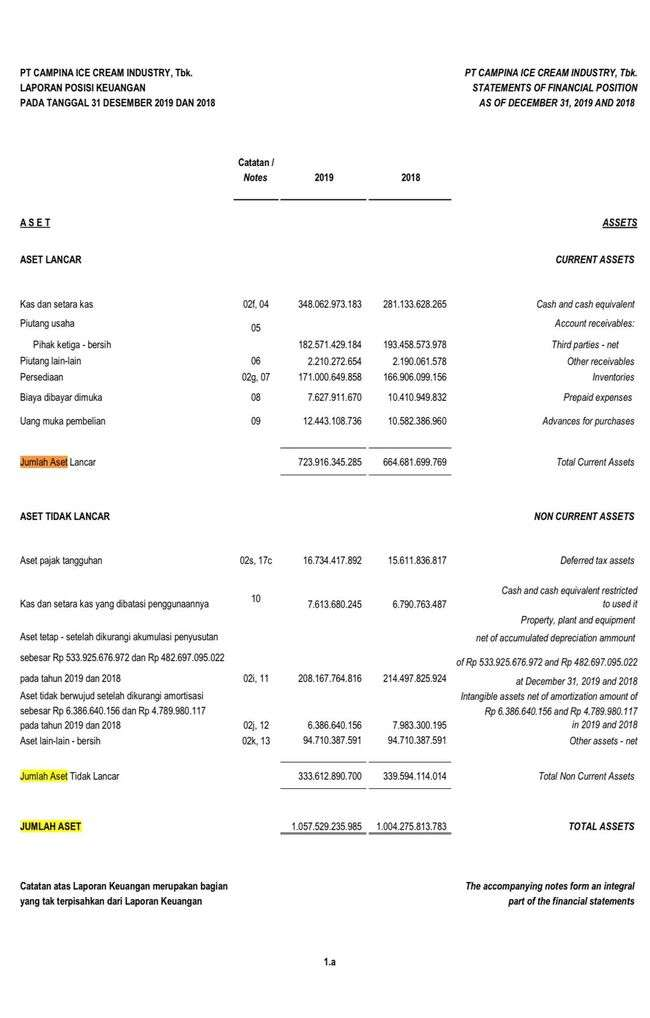 PT CAMPINA ICE CREAM INDUSTRY, Tbk. PT CAMPINA ICE CREAM INDUSTRY, Tbk.
LAPORAN POSISI KEUANGAN STATEMENTS OF FINANCIAL POSITION
PADA TANGGAL 31 DESEMBER 2019 DAN 2018 AS OF DECEMBER 31, 2019 AND 2018
Catatan /
Notes 2019 2018
A S E T ASSETS
ASET LANCAR CURRENT ASSETS
Kas dan setara kas 02f, 04 348.062.973.183 281.133.628.265 Cash and cash equivalent
Piutang usaha 05 Account receivables:
Pihak ketiga - bersih 182.571.429.184 193.458.573.978 Third parties - net
Piutang lain-lain 06 2.210.272.654 2.190.061.578 Other receivables
Persediaan 02g, 07 171.000.649.858 166.906.099.156 Inventories
Biaya dibayar dimuka 08 7.627.911.670 10.410.949.832 Prepaid expenses
Uang muka pembelian 09 12.443.108.736 10.582.386.960 Advances for purchases
Jumlah Aset Lancar 723.916.345.285 664.681.699.769 Total Current Assets
ASET TIDAK LANCAR NON CURRENT ASSETS
Aset pajak tangguhan 02s, 17c 16.734.417.892 15.611.836.817 Deferred tax assets
Cash and cash equivalent restricted
Kas dan setara kas yang dibatasi penggunaannya 10 7.613.680.245 6.790.763.487 to used it
Property, plant and equipment
Aset tetap - setelah dikurangi akumulasi penyusutan net of accumulated depreciation ammount
sebesar Rp 533.925.676.972 dan Rp 482.697.095.022 of Rp 533.925.676.972 and Rp 482.697.095.022
pada tahun 2019 dan 2018 02i, 11 208.167.764.816 214.497.825.924 at December 31, 2019 and 2018
Aset tidak berwujud setelah dikurangi amortisasi Intangible assets net of amortization amount of
sebesar Rp 6.386.640.156 dan Rp 4.789.980.117 Rp 6.386.640.156 and Rp 4.789.980.117
pada tahun 2019 dan 2018 02j, 12 6.386.640.156 7.983.300.195 in 2019 and 2018
Aset lain-lain - bersih 02k, 13 94.710.387.591 94.710.387.591 Other assets - net
Jumlah Aset Tidak Lancar 333.612.890.700 339.594.114.014 Total Non Current Assets
JUMLAH ASET 1.057.529.235.985 1.004.275.813.783 TOTAL ASSETS
Catatan atas Laporan Keuangan merupakan bagian The accompanying notes form an integral
yang tak terpisahkan dari Laporan Keuangan part of the financial statements
1.a